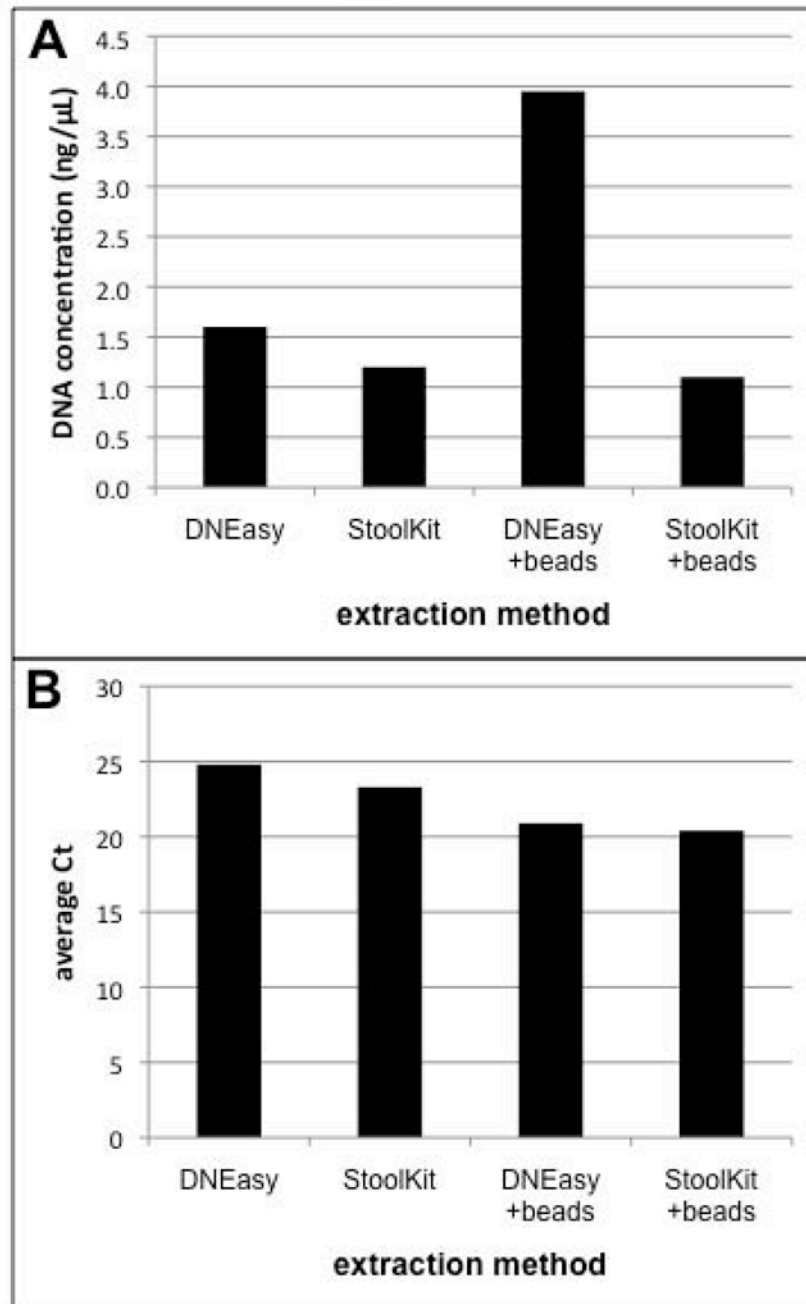 A
DNA concentration (ng/µL)
4.5
4.0
3.5
3.0
2.5
2.0
1.5
1.0
0.5
0.0
DNEasy StoolKit DNEasy StoolKit
+beads +beads
extraction method
B
average Ct
30
25
20
15
10
5
0
DNEasy StoolKit DNEasy StoolKit
+beads +beads
extraction method